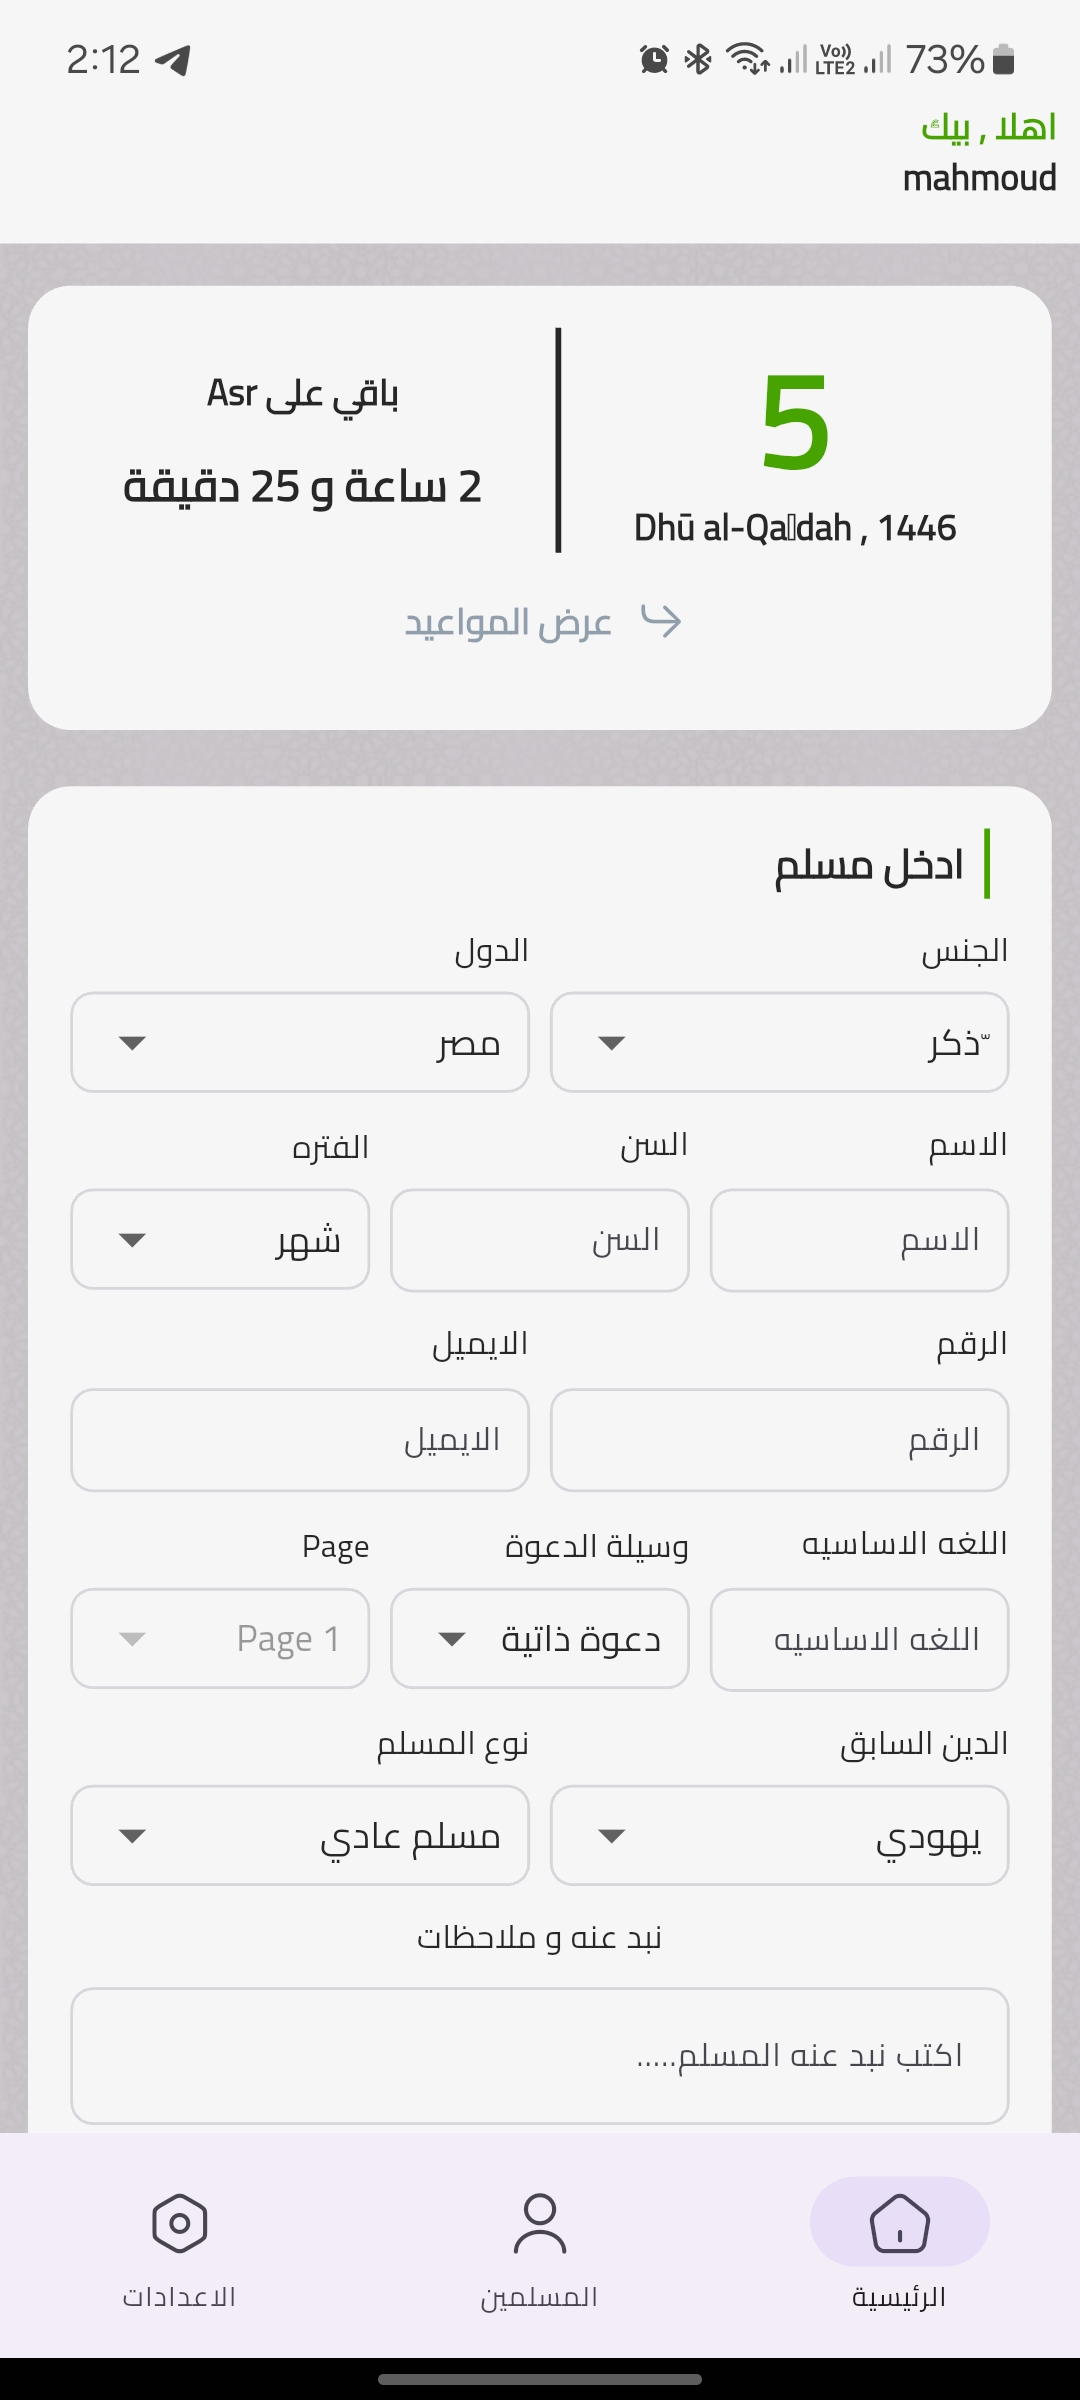 2:12
Vo)) LTE2 73%
اهلا , بيك
mahmoud
5
Dhū al-Qa▯dah , 1446
باقي على Asr
2 ساعة و 25 دقيقة
عرض المواعيد
ادخل مسلم
الجنس الدول
ّذكر مصر
الاسم السن الفتره
الاسم السن شهر
الرقم الايميل
الرقم الايميل
اللغه الاساسيه وسيلة الدعوة Page
اللغه الاساسيه دعوة ذاتية Page 1
الدين السابق نوع المسلم
يهودي مسلم عادي
نبد عنه و ملاحظات
اكتب نبد عنه المسلم.....
الرئيسية المسلمين الاعدادات